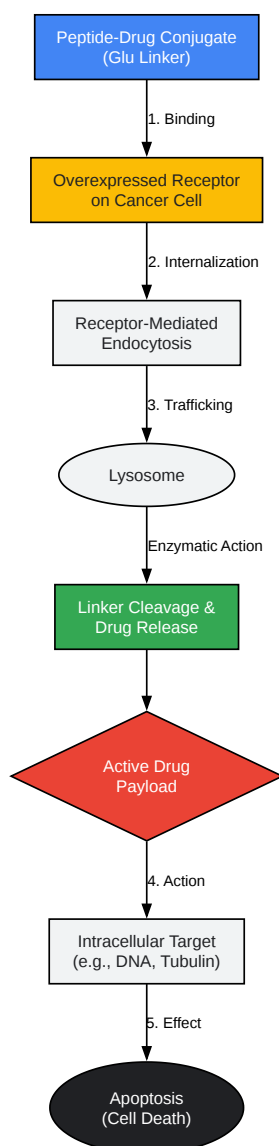 Peptide-Drug Conjugate
(Glu Linker)
1. Binding
Overexpressed Receptor
on Cancer Cell
2. Internalization
Receptor-Mediated
Endocytosis
3. Trafficking
Lysosome
Enzymatic Action
Linker Cleavage &
Drug Release
Active Drug
Payload
4. Action
Intracellular Target
(e.g., DNA, Tubulin)
5. Effect
Apoptosis
(Cell Death)